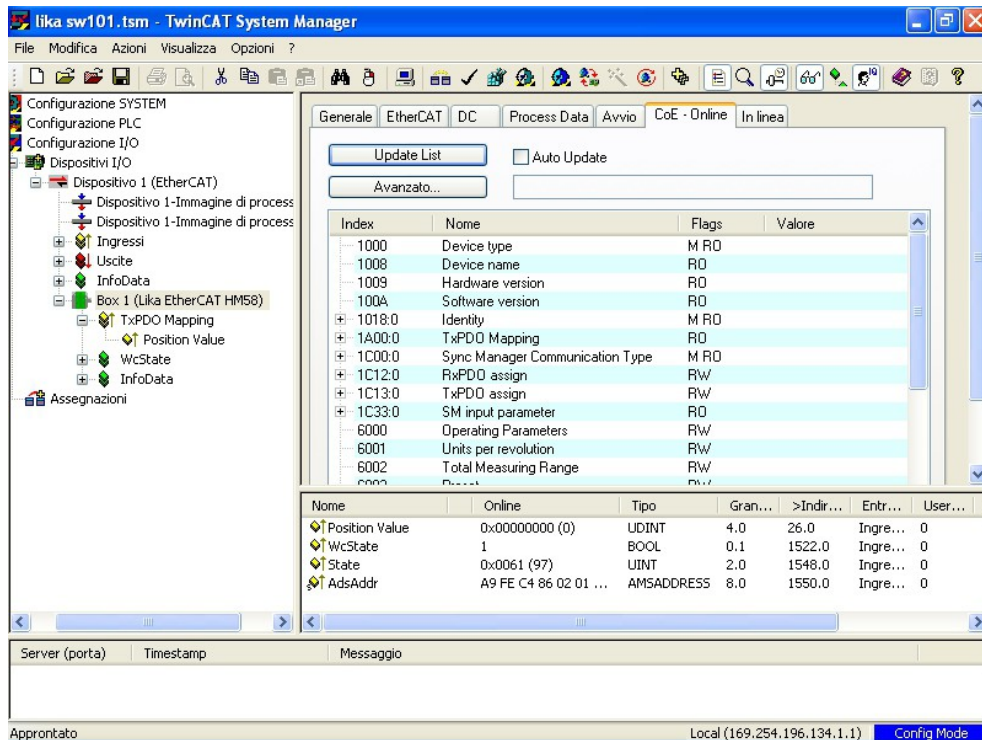 lika sw101.tsm - TwinCAT System Manager
File Modifica Azioni Visualizza Opzioni ?
Configurazione SYSTEM
Configurazione PLC
Configurazione I/O
Dispositivi I/O
Dispositivo 1 (EtherCAT)
Dispositivo 1-Immagine di process
Dispositivo 1-Immagine di process
Ingressi
Uscite
InfoData
Box 1 (Lika EtherCAT HM58)
TxPDO Mapping
Position Value
WcState
InfoData
Assegnazioni
Generale EtherCAT DC Process Data Avvio CoE - Online In linea
Update List Auto Update
Avanzato...
Index Nome Flags Valore
1000 Device type M RO
1008 Device name RO
1009 Hardware version RO
100A Software version RO
1018:0 Identity M RO
1A00:0 TxPDO Mapping RO
1C00:0 Sync Manager Communication Type M RO
1C12:0 RxPDO assign RW
1C13:0 TxPDO assign RW
1C33:0 SM input parameter RO
6000 Operating Parameters RW
6001 Units per revolution RW
6002 Total Measuring Range RW
Nome Online Tipo Gran... >Indir... Entr... User...
Position Value 0x00000000 (0) UDINT 4.0 26.0 Ingre... 0
WcState 1 BOOL 0.1 1522.0 Ingre... 0
State 0x0061 (97) UINT 2.0 1548.0 Ingre... 0
AdsAddr A9 FE C4 86 02 01 ... AMSADDRESS 8.0 1550.0 Ingre... 0
Server (porta) Timestamp Messaggio
Approntato Local (169.254.196.134.1.1) Config Mode